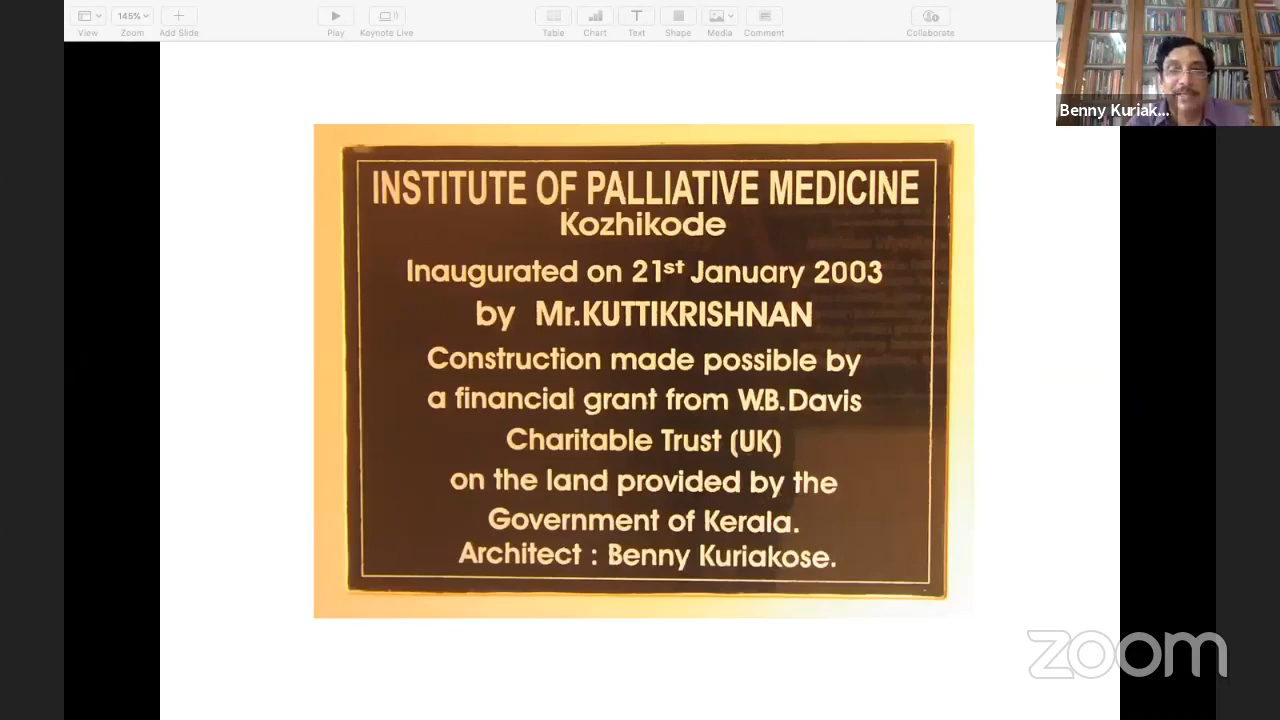 View
145%
Zoom
Add Slide
Play
Keynote Live
Table
Chart
Text
Shape
Media
Comment
Collaborate
Benny Kuriak...
INSTITUTE OF PALLIATIVE MEDICINE
Kozhikode
Inaugurated on 21st January 2003
by Mr.KUTTIKRISHNAN
Construction made possible by
a financial grant from W.B.Davis
Charitable Trust (UK)
on the land provided by the
Government of Kerala.
Architect : Benny Kuriakose.
zoom